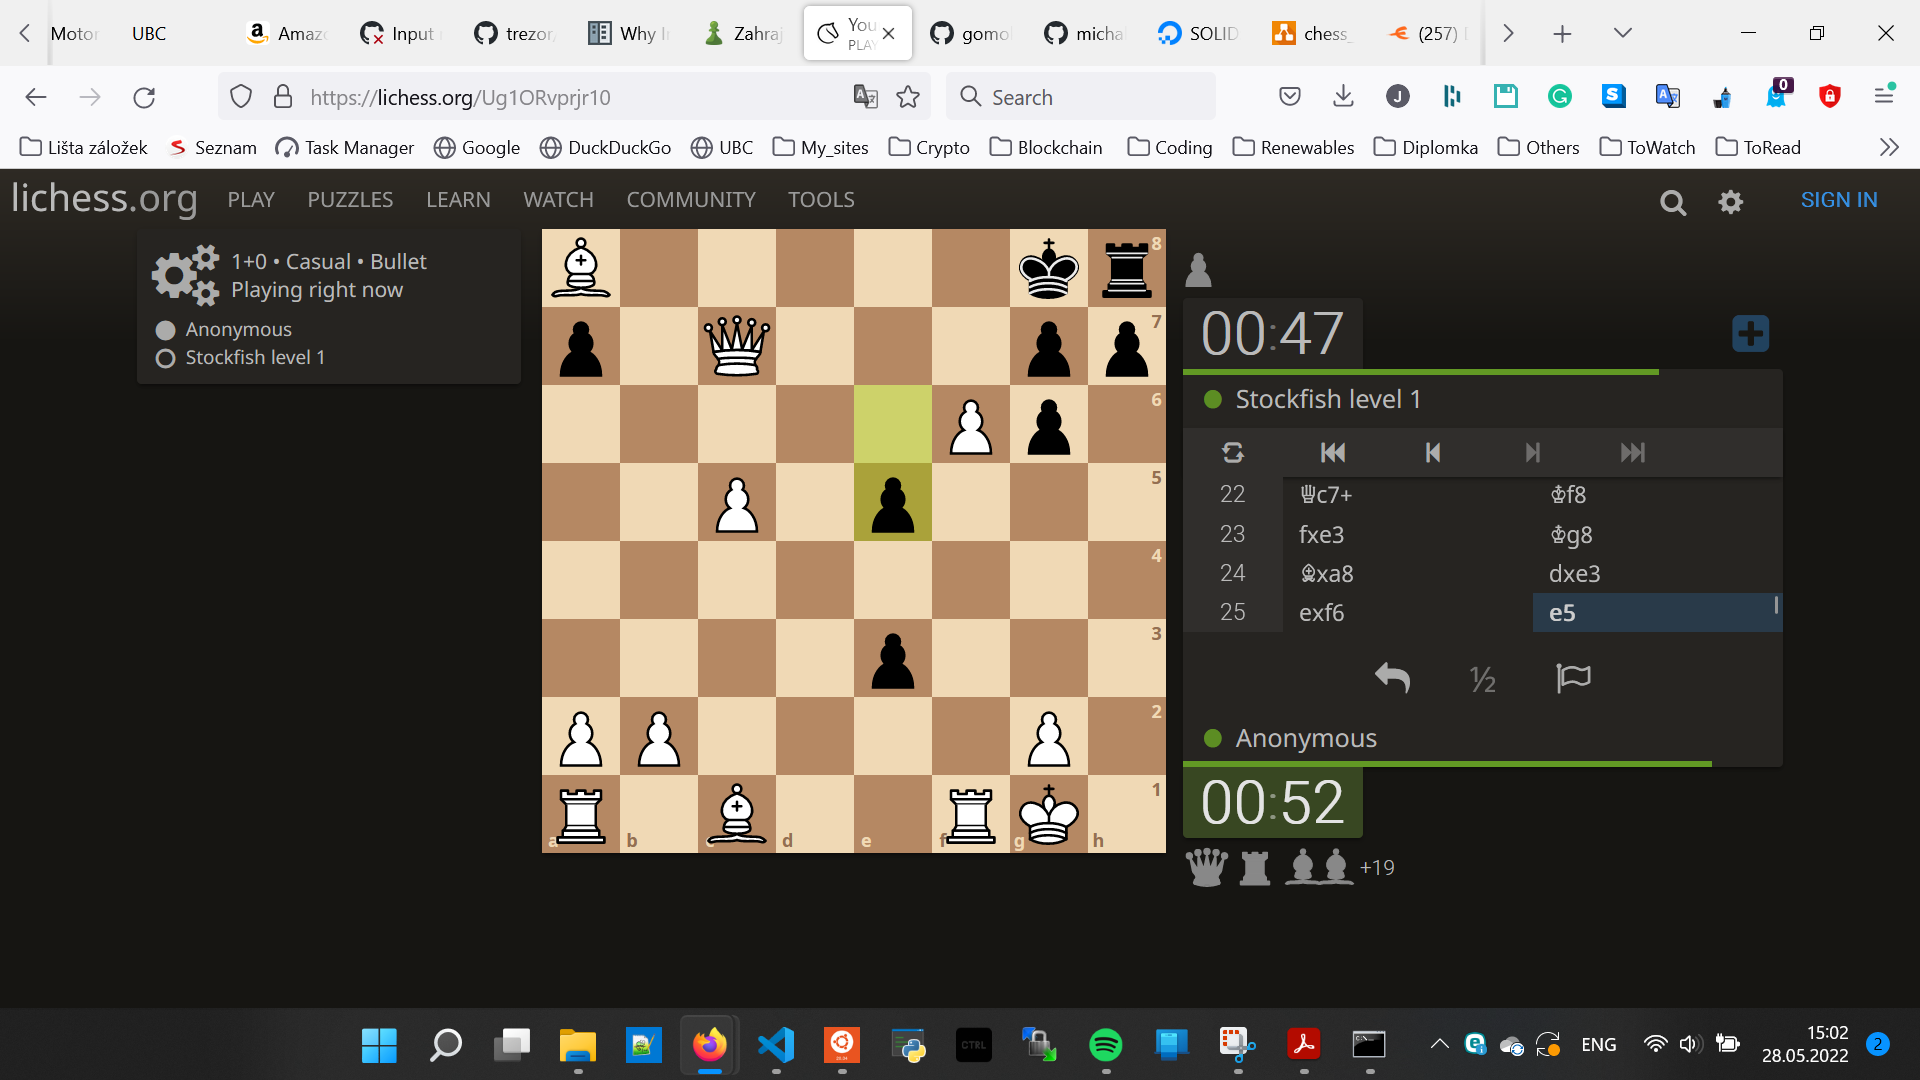 Motor UBC Amaz Input trezor Why I Zahraj You gomo micha SOLID chess_ (257)
PLAY
https://lichess.org/Ug1ORvprjr10 Search J 0
Lišta záložek Seznam Task Manager Google DuckDuckGo UBC My_sites Crypto Blockchain Coding Renewables Diplomka Others ToWatch ToRead
lichess.org PLAY PUZZLES LEARN WATCH COMMUNITY TOOLS SIGN IN
1+0 • Casual • Bullet
Playing right now
Anonymous
Stockfish level 1
8
7
6
5
4
3
2
1
a b c d e f g h
00:47
Stockfish level 1
22 ♕c7+ ♔f8
23 fxe3 ♔g8
24 ♗xa8 dxe3
25 exf6 e5
½
Anonymous
00:52
+19
CTRL
ENG
15:02
28.05.2022
2